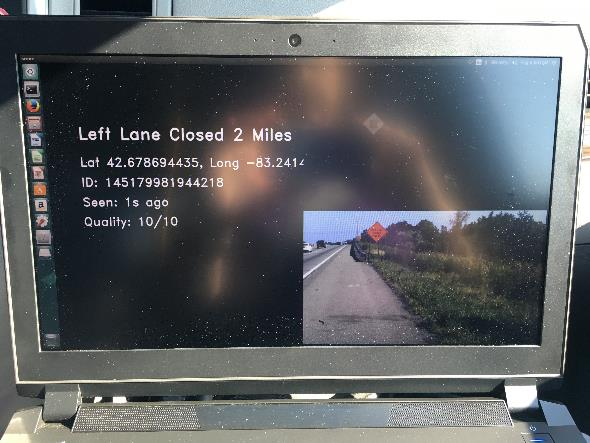 Left Lane Closed 2 Miles
Lat 42.678694435, Long -83.2414
ID: 145179981944218
Seen: 1s ago
Quality: 10/10